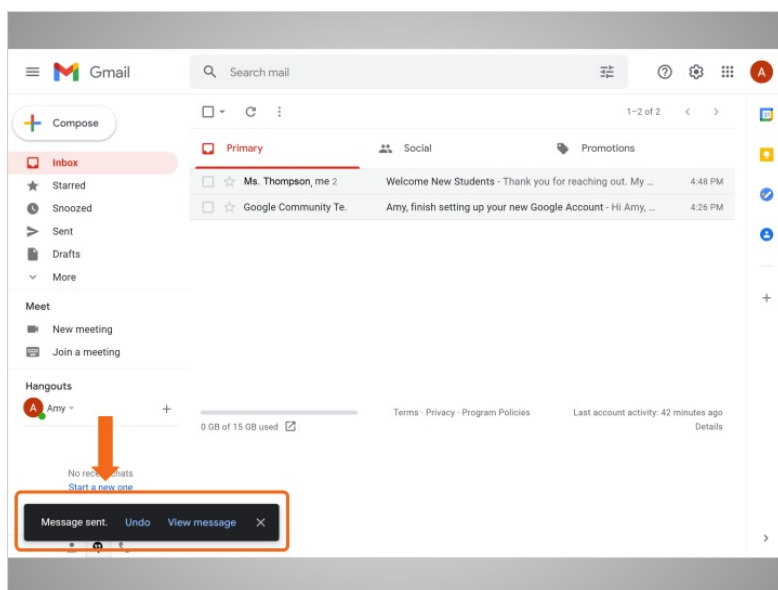 Gmail
Search mail
A
Compose
1–2 of 2
Inbox
Primary
Social
Promotions
Starred
Ms. Thompson, me 2 Welcome New Students - Thank you for reaching out. My ... 4:48 PM
Snoozed
Google Community Te. Amy, finish setting up your new Google Account - Hi Amy, ... 4:26 PM
Sent
Drafts
More
Meet
New meeting
Join a meeting
Hangouts
A Amy
0 GB of 15 GB used
Terms · Privacy · Program Policies
Last account activity: 42 minutes ago
Details
No chats
Start a new one
Message sent. Undo View message